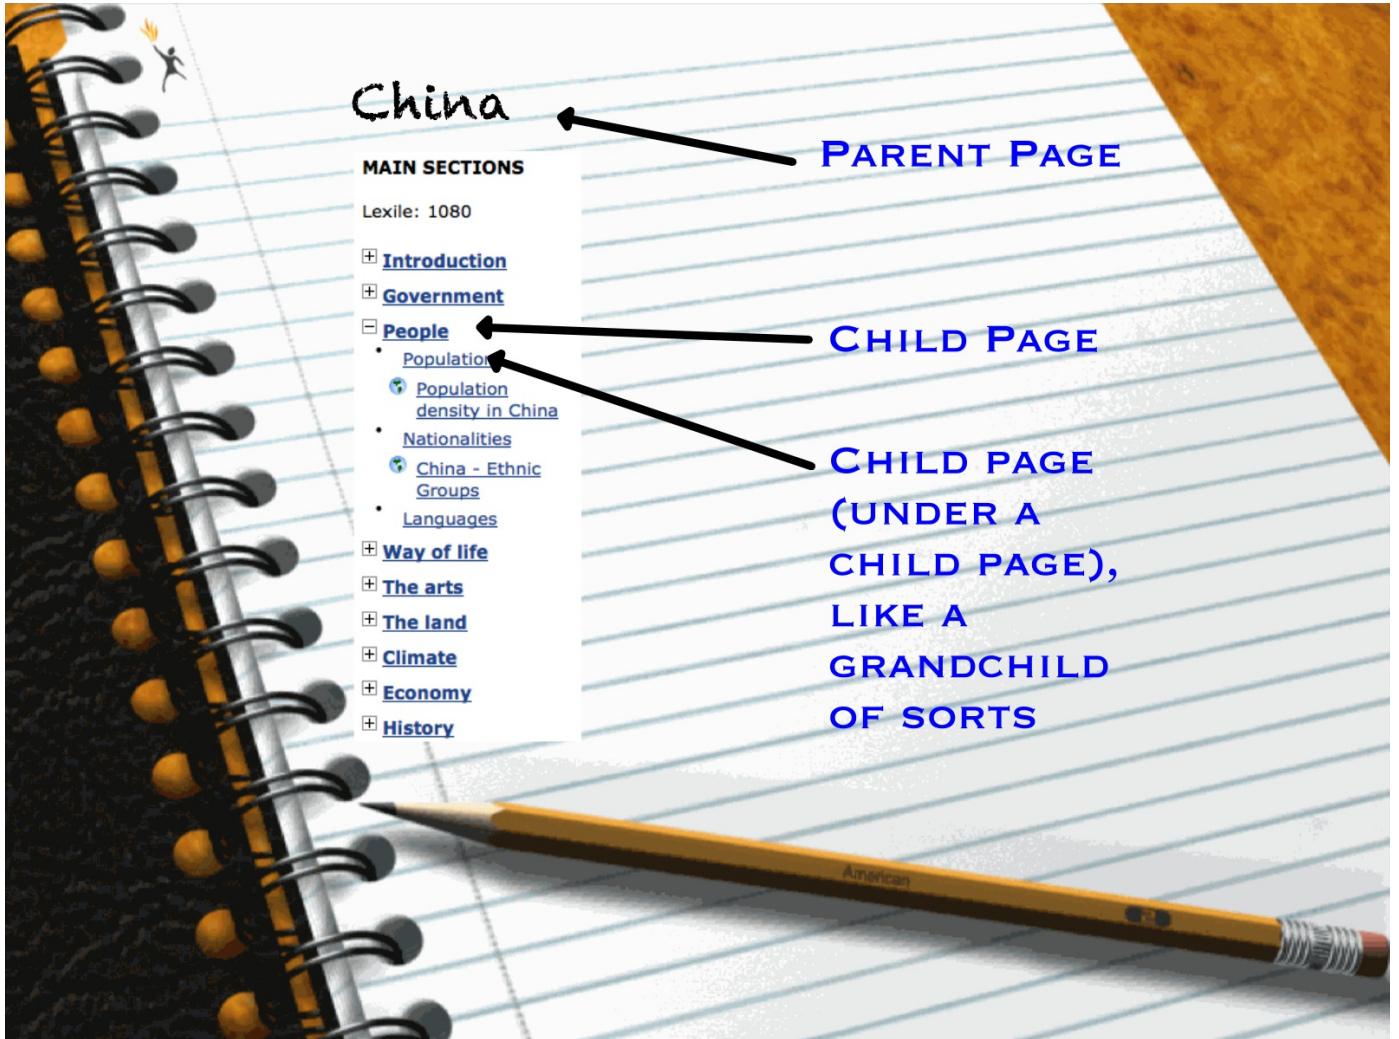 China
PARENT PAGE
MAIN SECTIONS
Lexile: 1080
Introduction
Government
People
CHILD PAGE
Population
Population
density in China
Nationalities
China - Ethnic
Groups
Languages
CHILD PAGE
(UNDER A
CHILD PAGE),
LIKE A
GRANDCHILD
OF SORTS
Way of life
The arts
The land
Climate
Economy
History
American
2